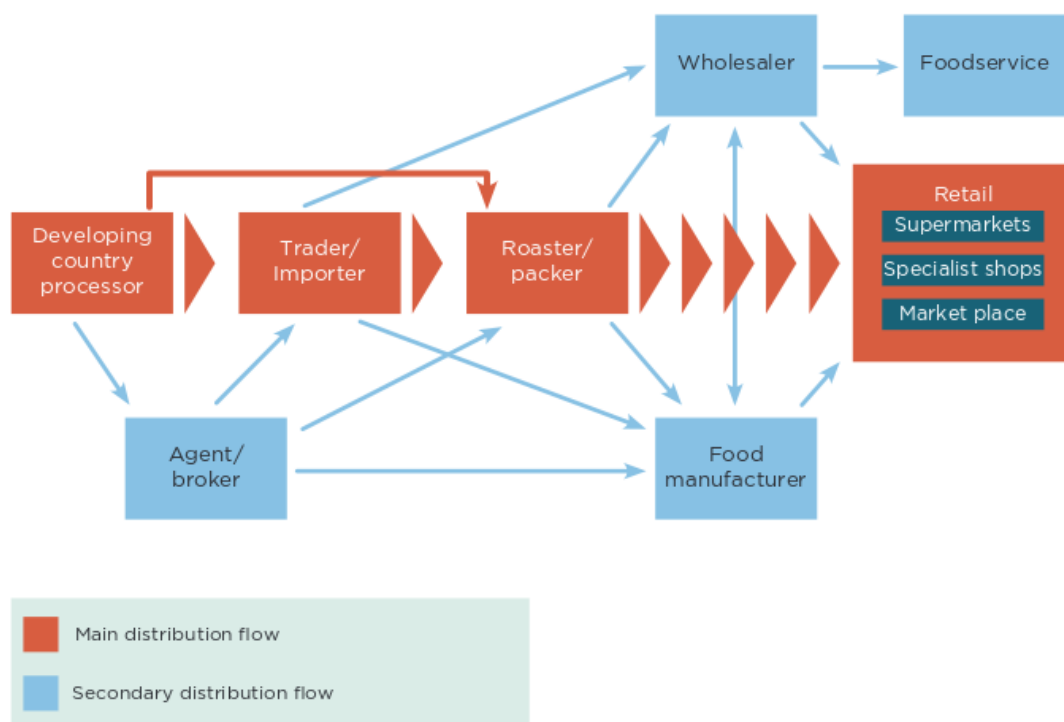 Wholesaler
Foodservice
Developing
country
processor
Trader/
Importer
Roaster/
packer
Retail
Supermarkets
Specialist shops
Market place
Agent/
broker
Food
manufacturer
Main distribution flow
Secondary distribution flow